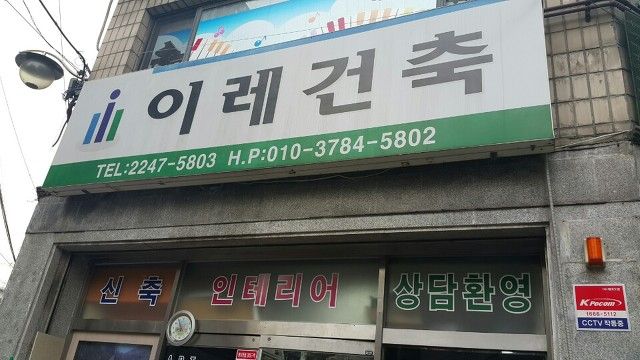 이레건축
TEL:2247-5803 H.P:010-3784-5802
신축 인테리어 상담환영
KPocom
1666-5112
CCTV 작동중